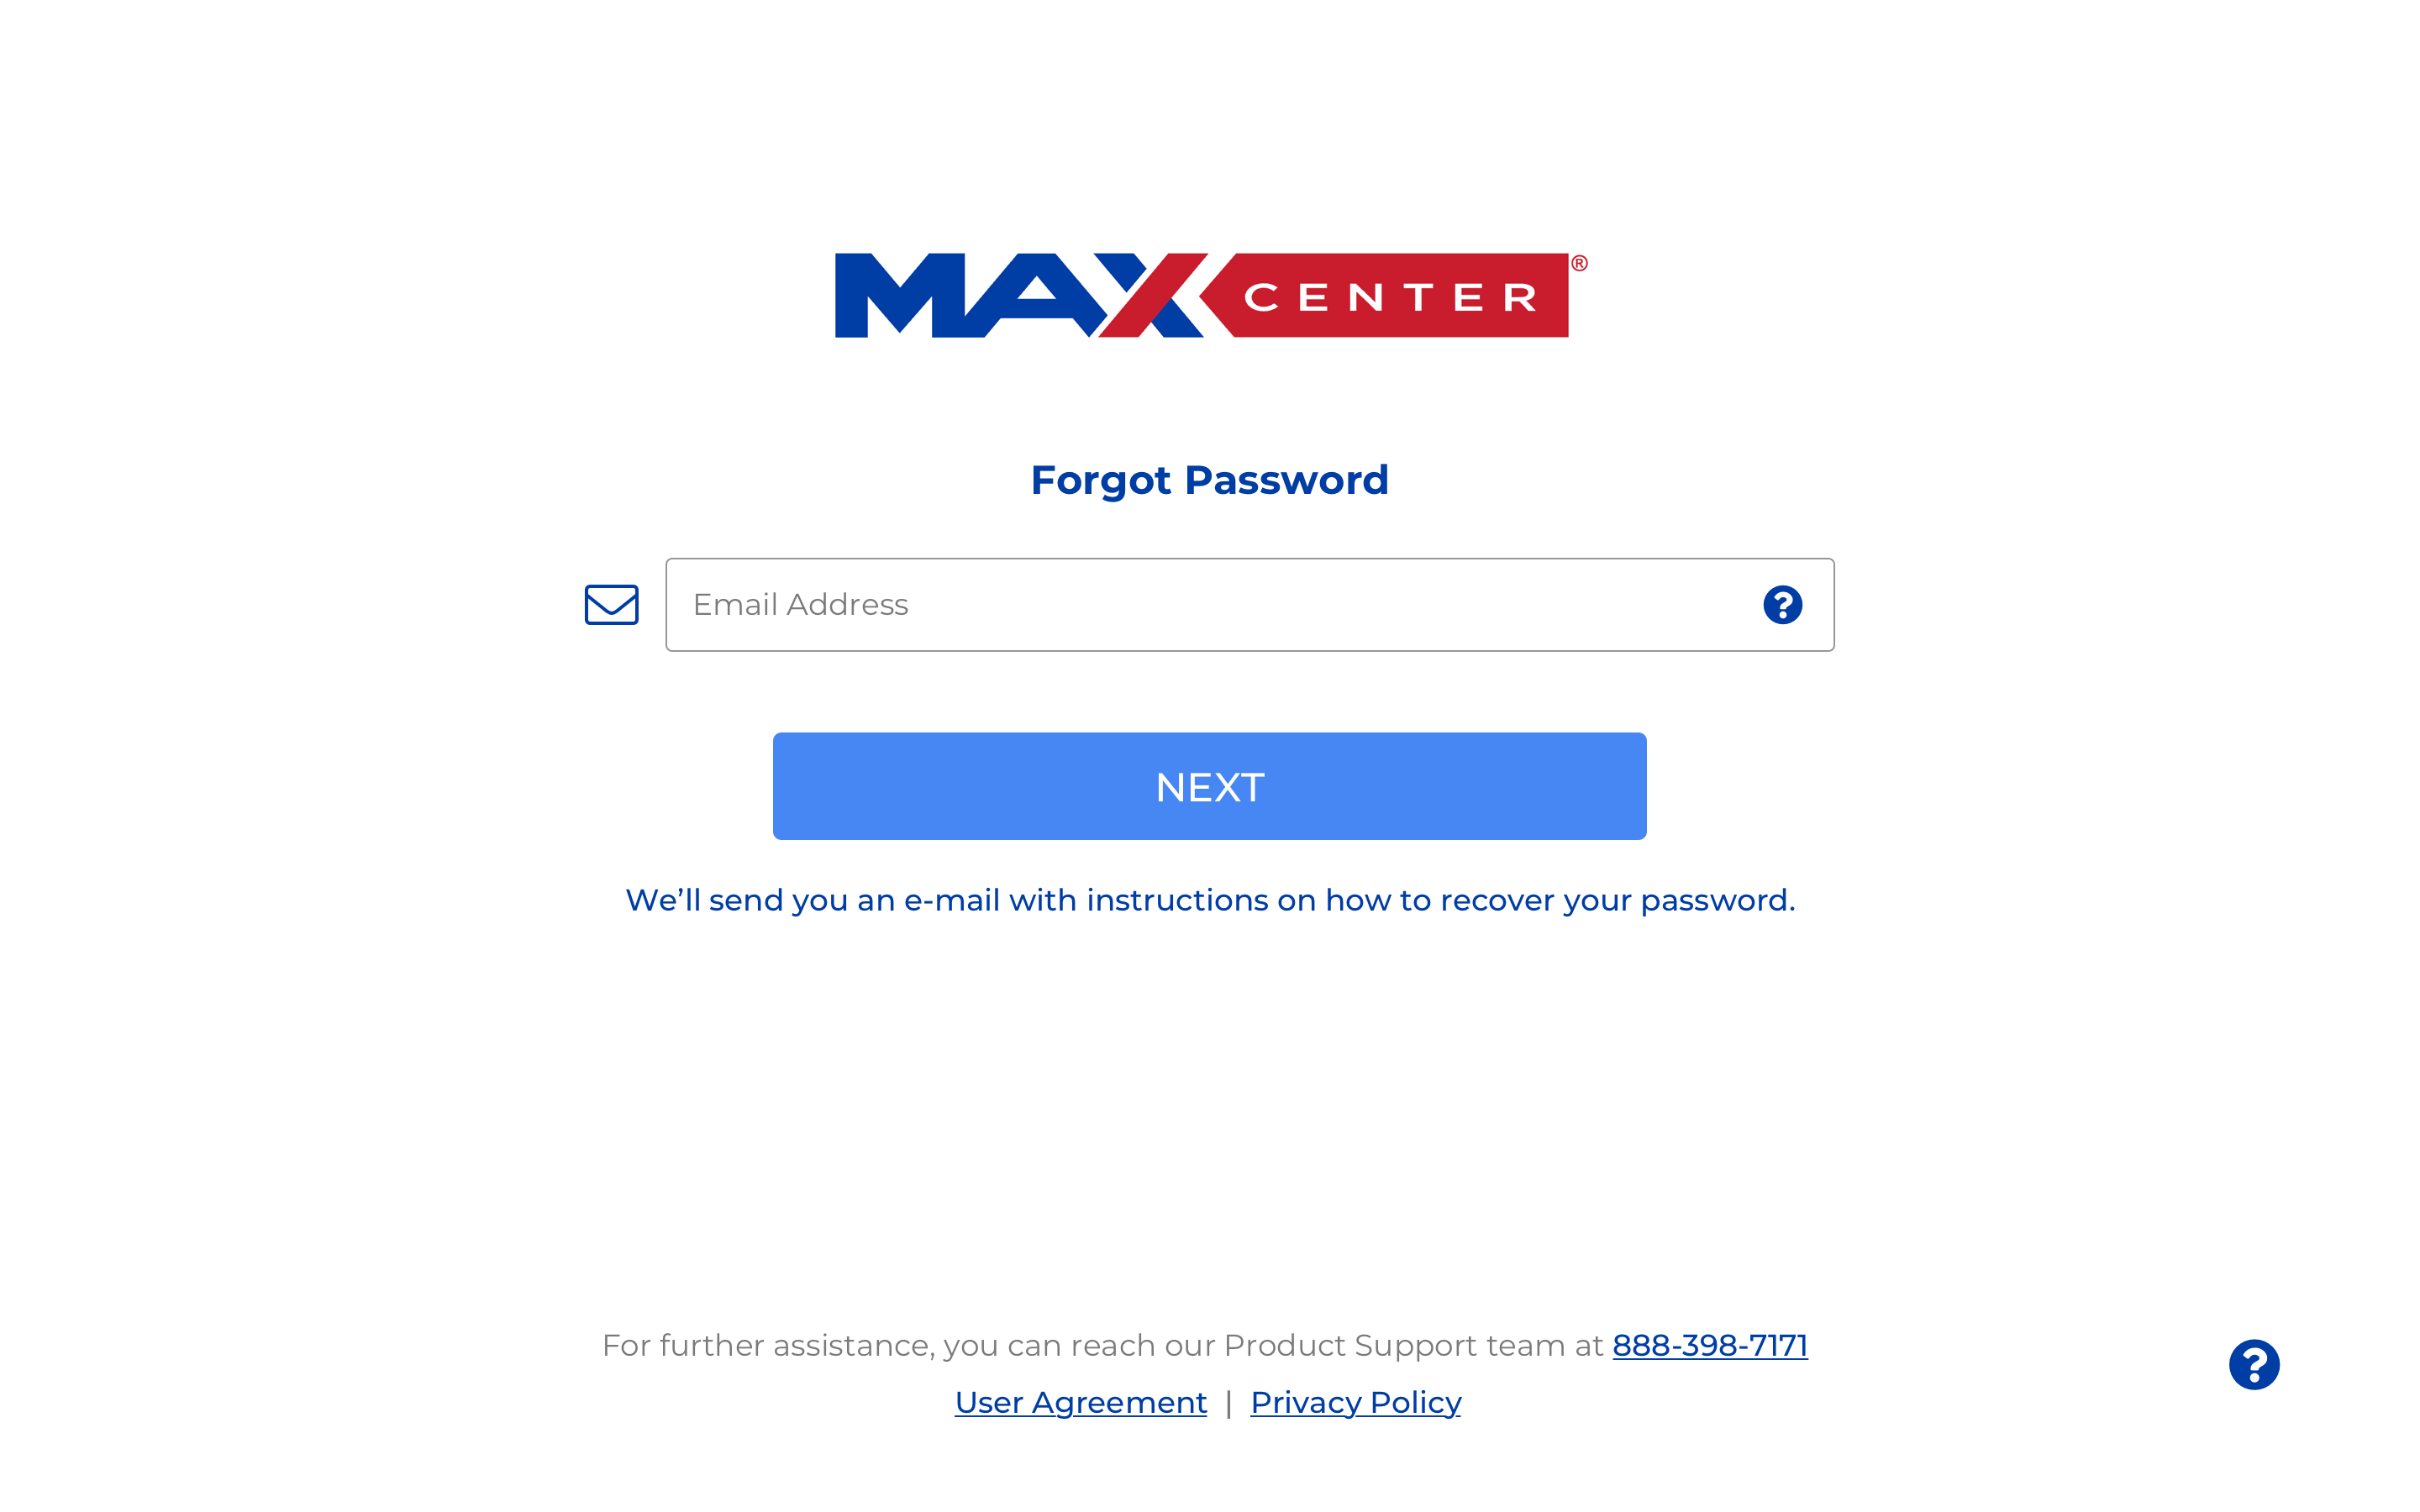 MAX CENTER®
Forgot Password
Email Address
NEXT
We’ll send you an e-mail with instructions on how to recover your password.
For further assistance, you can reach our Product Support team at 888-398-7171
User Agreement | Privacy Policy